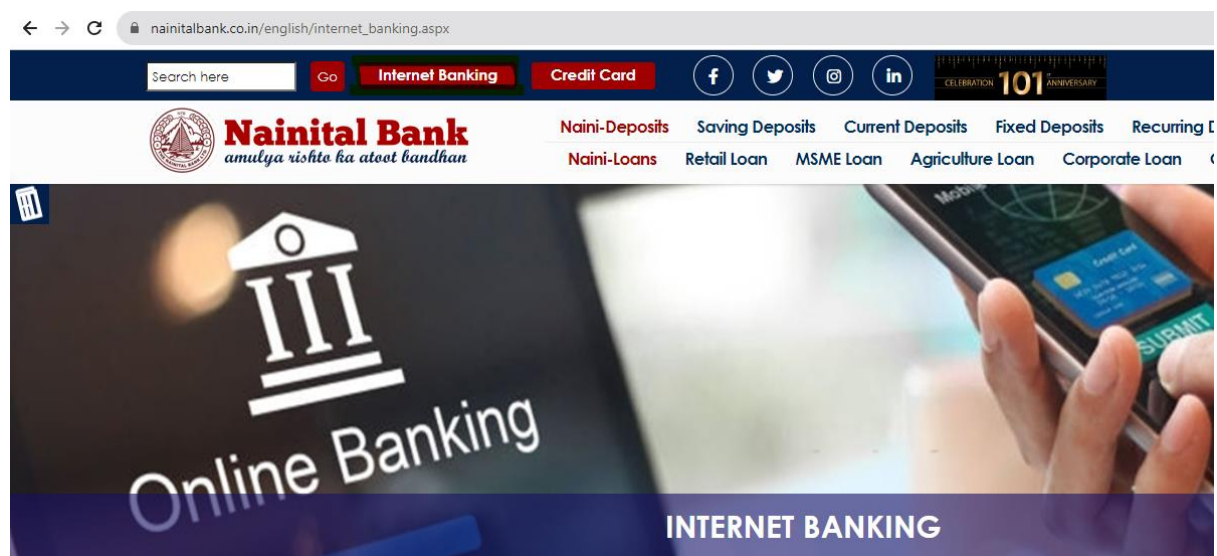 nainitalbank.co.in/english/internet_banking.aspx
Search here Go Internet Banking Credit Card
CELEBRATION 101 ANNIVERSARY
Nainital Bank
amulya rishto ka atoot bandhan
Naini-Deposits Saving Deposits Current Deposits Fixed Deposits Recurring
Naini-Loans Retail Loan MSME Loan Agriculture Loan Corporate Loan
Mobile
Credit Card
SUBMIT
Online Banking
INTERNET BANKING